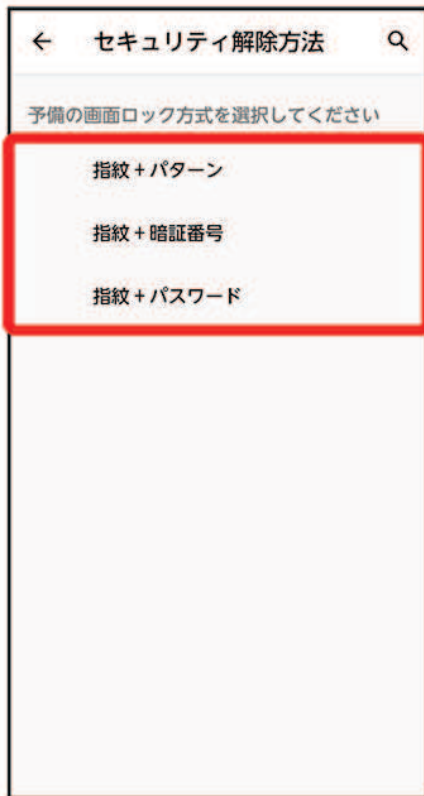 セキュリティ解除方法
予備の画面ロック方式を選択してください
指紋 + パターン
指紋 + 暗証番号
指紋 + パスワード